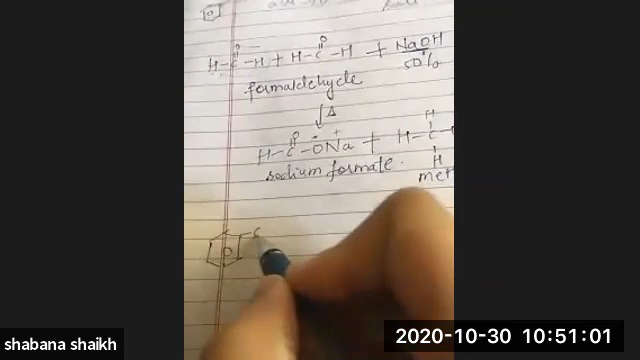 O
H-C-H + H-C-H + NaOH
50%
formaldehyde
Δ
O - +
H-C-ONa + H-C-
H
H
sodium formate.
met
shabana shaikh
2020-10-30 10:51:01